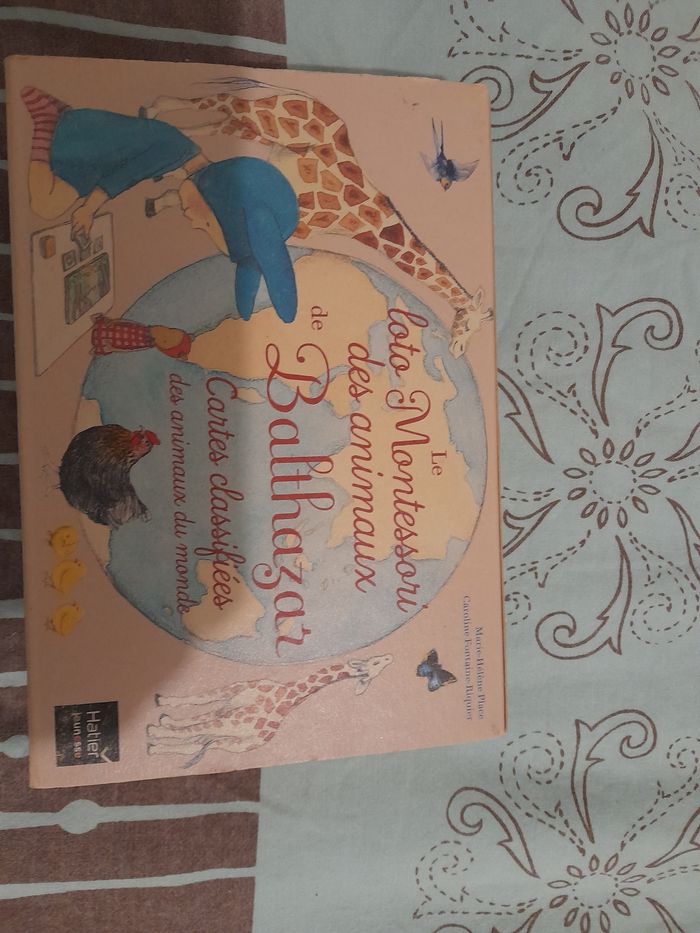 Marie-Hélène Place
Caroline Fontaine-Riquier
Le
loto Montessori
des animaux
de Balthazar
Cartes classifiées
des animaux du monde
Hatier
jeunesse